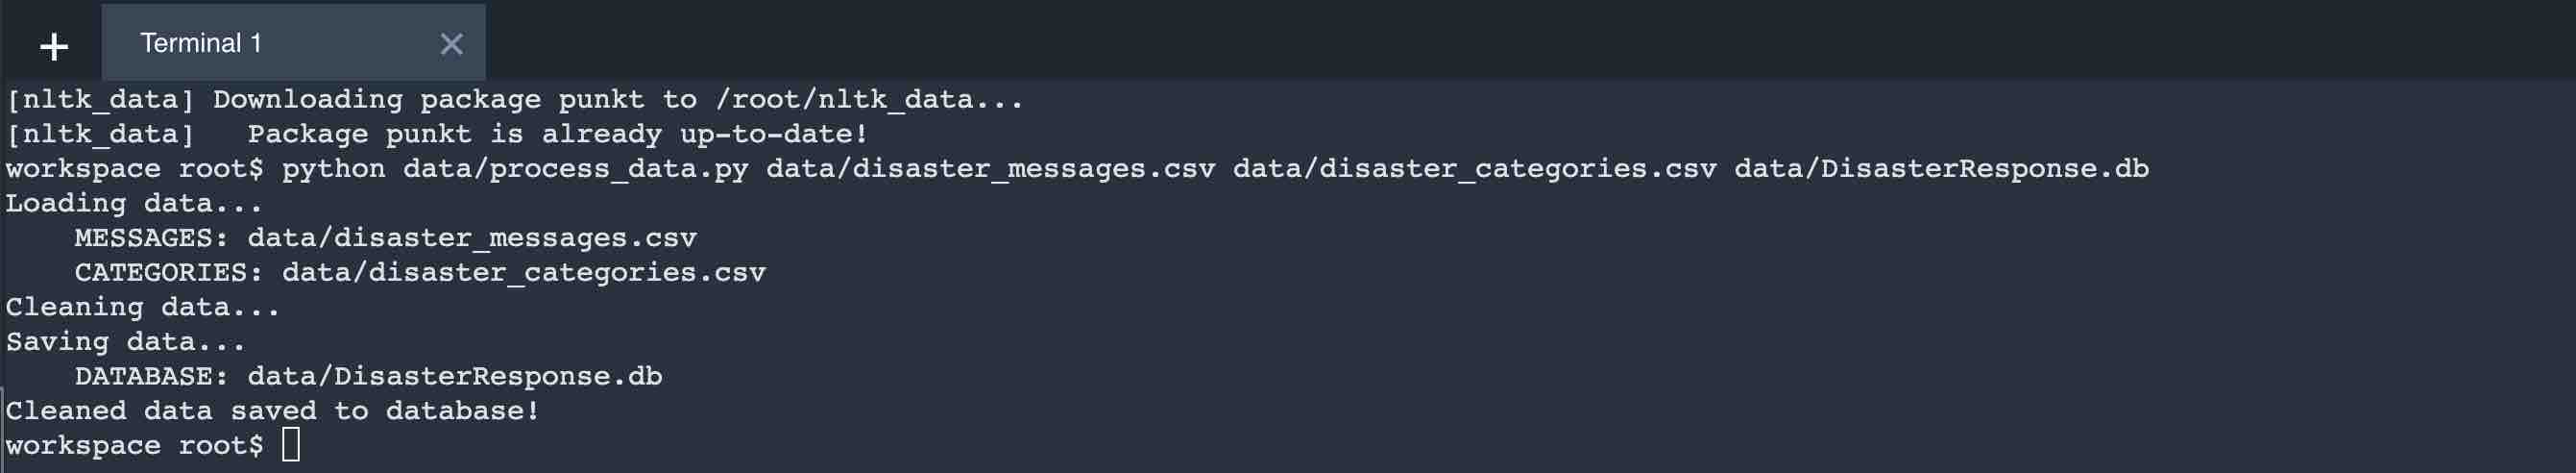 + Terminal 1 ×
[nltk_data] Downloading package punkt to /root/nltk_data...
[nltk_data]   Package punkt is already up-to-date!
workspace root$ python data/process_data.py data/disaster_messages.csv data/disaster_categories.csv data/DisasterResponse.db
Loading data...
    MESSAGES: data/disaster_messages.csv
    CATEGORIES: data/disaster_categories.csv
Cleaning data...
Saving data...
    DATABASE: data/DisasterResponse.db
Cleaned data saved to database!
workspace root$